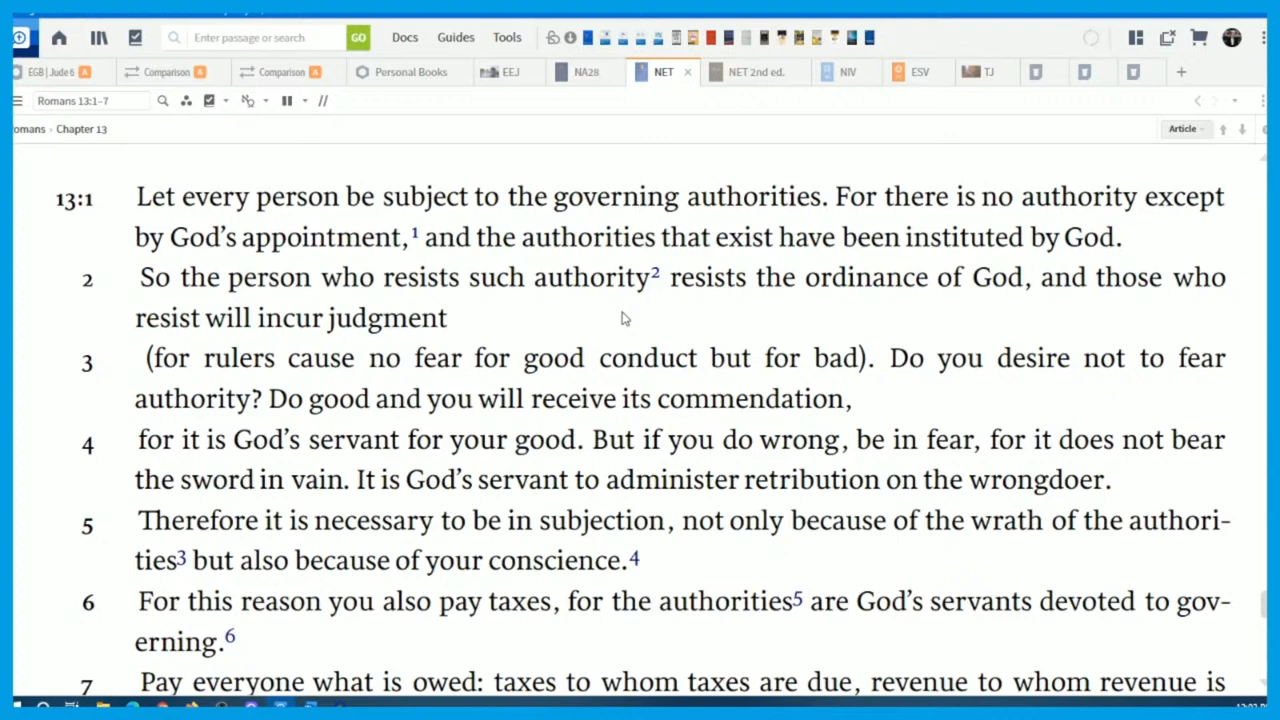 Enter passage or search GO Docs Guides Tools
EGB | Jude 6 A Comparison A Comparison A Personal Books EEJ NA28 NET × NET 2nd ed. NIV ESV TJ +
Romans 13:1-7
omans › Chapter 13 Article
13:1 Let every person be subject to the governing authorities. For there is no authority except
by God’s appointment,1 and the authorities that exist have been instituted by God.
2 So the person who resists such authority2 resists the ordinance of God, and those who
resist will incur judgment
3 (for rulers cause no fear for good conduct but for bad). Do you desire not to fear
authority? Do good and you will receive its commendation,
4 for it is God’s servant for your good. But if you do wrong, be in fear, for it does not bear
the sword in vain. It is God’s servant to administer retribution on the wrongdoer.
5 Therefore it is necessary to be in subjection, not only because of the wrath of the authori-
ties3 but also because of your conscience.4
6 For this reason you also pay taxes, for the authorities5 are God’s servants devoted to gov-
erning.6
7 Pay everyone what is owed: taxes to whom taxes are due, revenue to whom revenue is